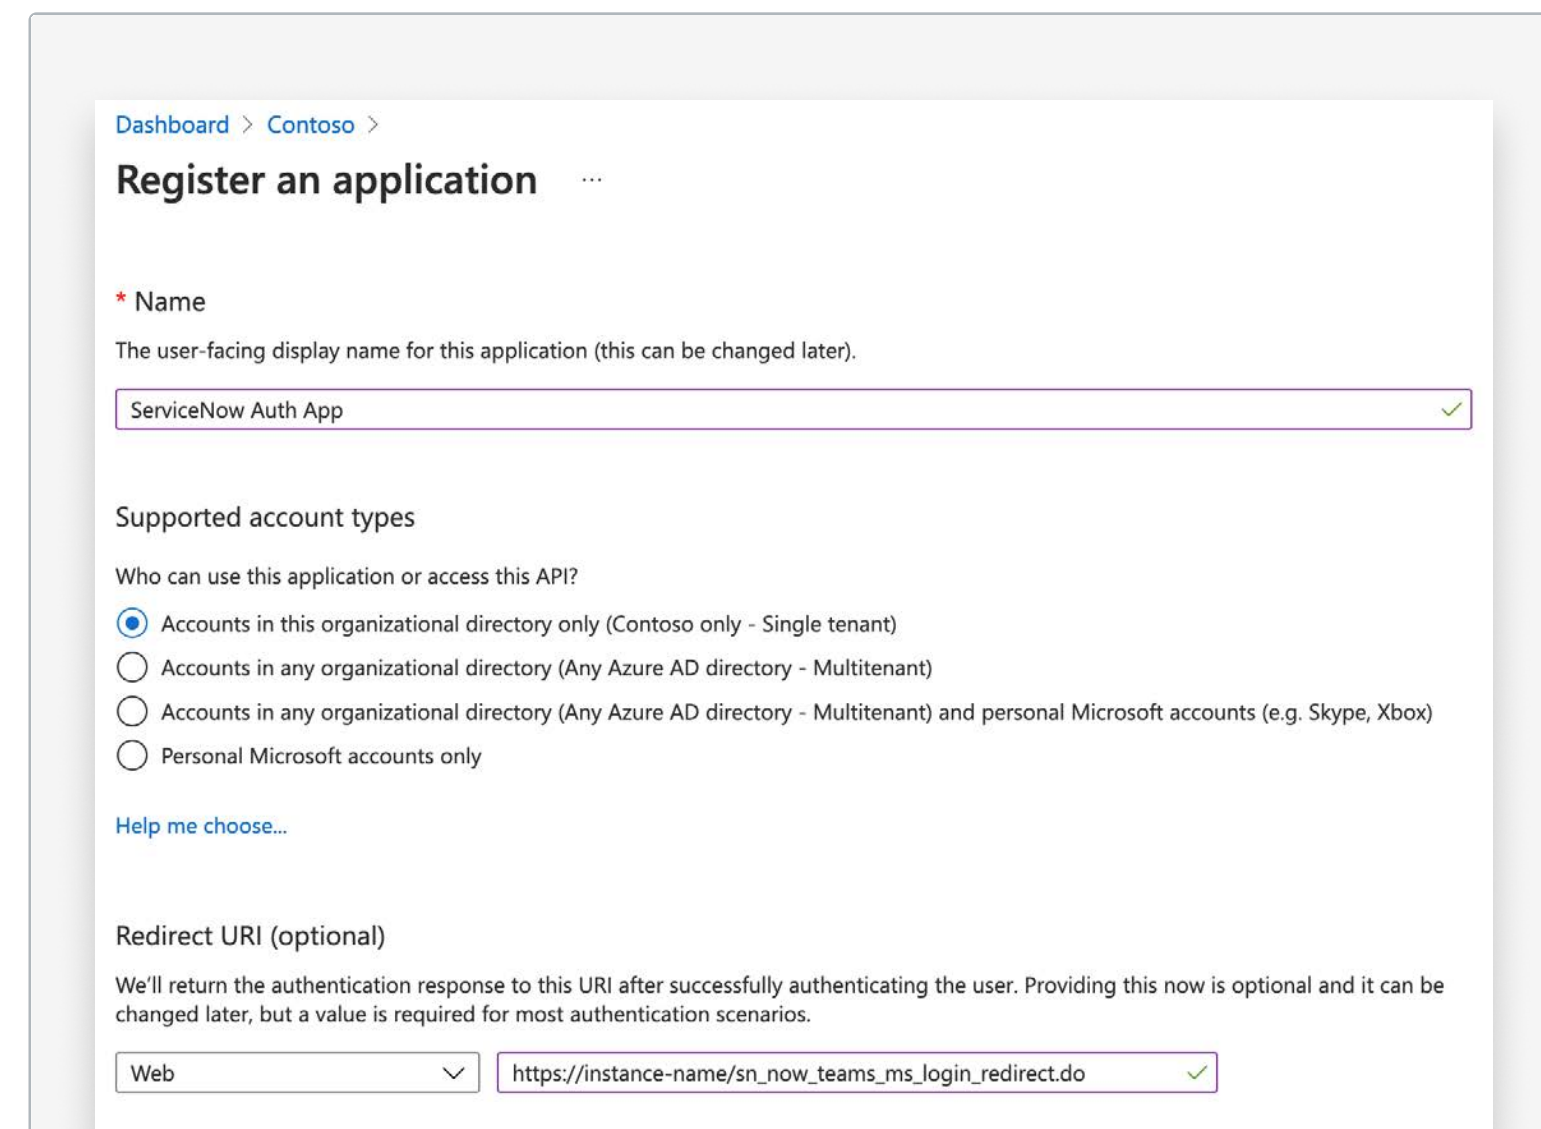 Dashboard > Contoso >
Register an application ...
* Name
The user-facing display name for this application (this can be changed later).
ServiceNow Auth App
Supported account types
Who can use this application or access this API?
Accounts in this organizational directory only (Contoso only - Single tenant)
Accounts in any organizational directory (Any Azure AD directory - Multitenant)
Accounts in any organizational directory (Any Azure AD directory - Multitenant) and personal Microsoft accounts (e.g. Skype, Xbox)
Personal Microsoft accounts only
Help me choose...
Redirect URI (optional)
We'll return the authentication response to this URI after successfully authenticating the user. Providing this now is optional and it can be
changed later, but a value is required for most authentication scenarios.
Web https://instance-name/sn_now_teams_ms_login_redirect.do